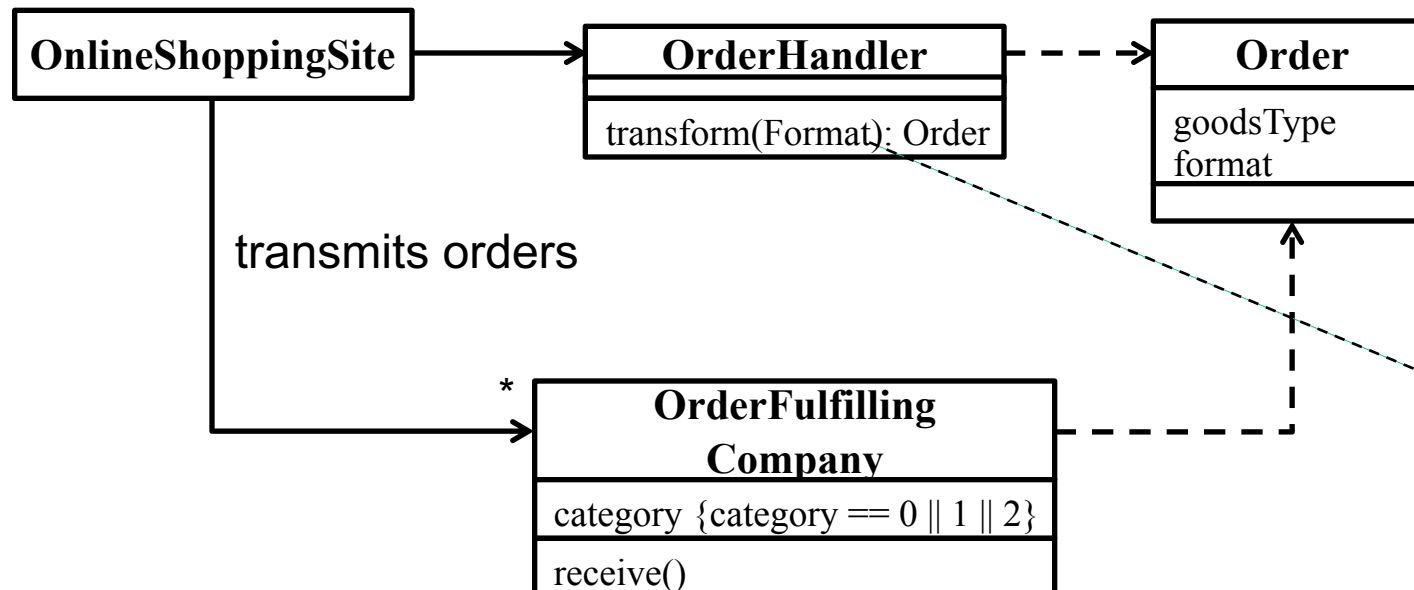 OnlineShoppingSite
OrderHandler
transform(Format): Order
Order
goodsType
format
transmits orders
*
OrderFulfilling
Company
category {category == 0 || 1 || 2}
receive()